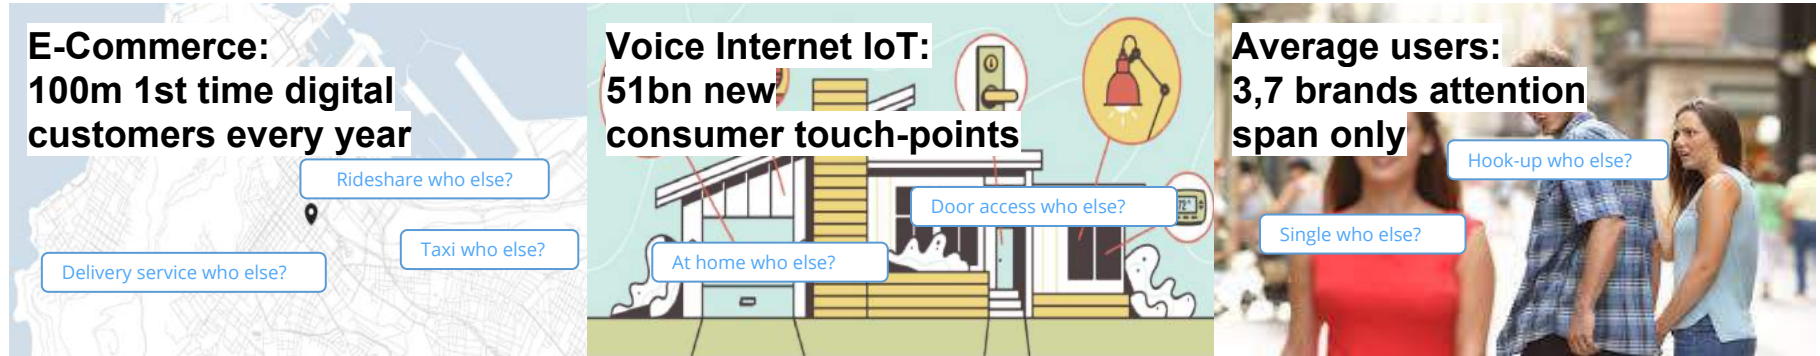 E-Commerce:
100m 1st time digital
customers every year
Rideshare who else?
Taxi who else?
Delivery service who else?
Voice Internet IoT:
51bn new
consumer touch-points
Door access who else?
At home who else?
72°
Average users:
3,7 brands attention
span only
Hook-up who else?
Single who else?